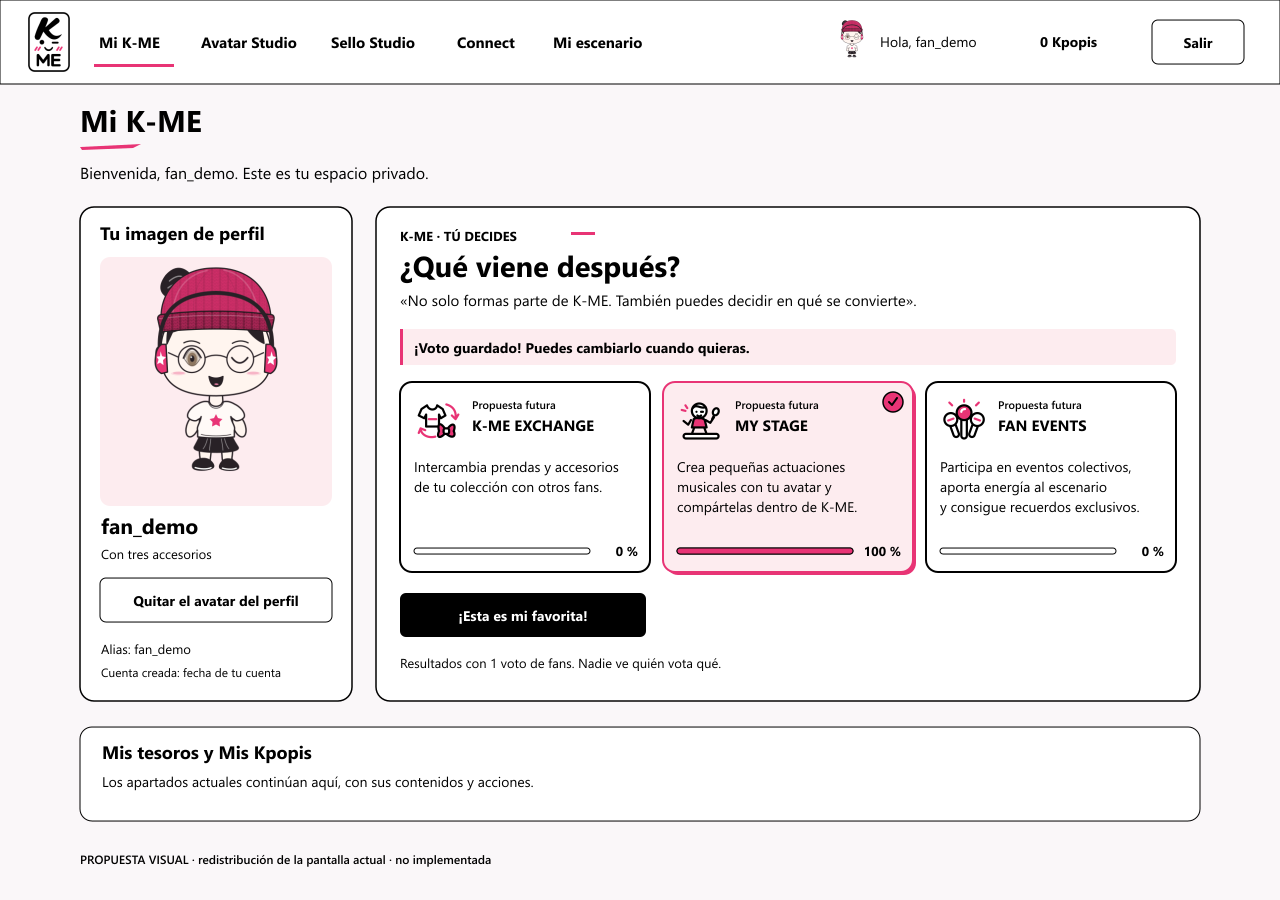 K
ME
Mi K-ME
Avatar Studio
Sello Studio
Connect
Mi escenario
Hola, fan_demo
0 Kpopis
Salir
Mi K-ME
Bienvenida, fan_demo. Este es tu espacio privado.
Tu imagen de perfil
fan_demo
Con tres accesorios
Quitar el avatar del perfil
Alias: fan_demo
Cuenta creada: fecha de tu cuenta
K-ME · TÚ DECIDES
¿Qué viene después?
«No solo formas parte de K-ME. También puedes decidir en qué se convierte».
¡Voto guardado! Puedes cambiarlo cuando quieras.
Propuesta futura
K-ME EXCHANGE
Intercambia prendas y accesorios
de tu colección con otros fans.
0 %
Propuesta futura
MY STAGE
Crea pequeñas actuaciones
musicales con tu avatar y
compártelas dentro de K-ME.
100 %
Propuesta futura
FAN EVENTS
Participa en eventos colectivos,
aporta energía al escenario
y consigue recuerdos exclusivos.
0 %
¡Esta es mi favorita!
Resultados con 1 voto de fans. Nadie ve quién vota qué.
Mis tesoros y Mis Kpopis
Los apartados actuales continúan aquí, con sus contenidos y acciones.
PROPUESTA VISUAL · redistribución de la pantalla actual · no implementada